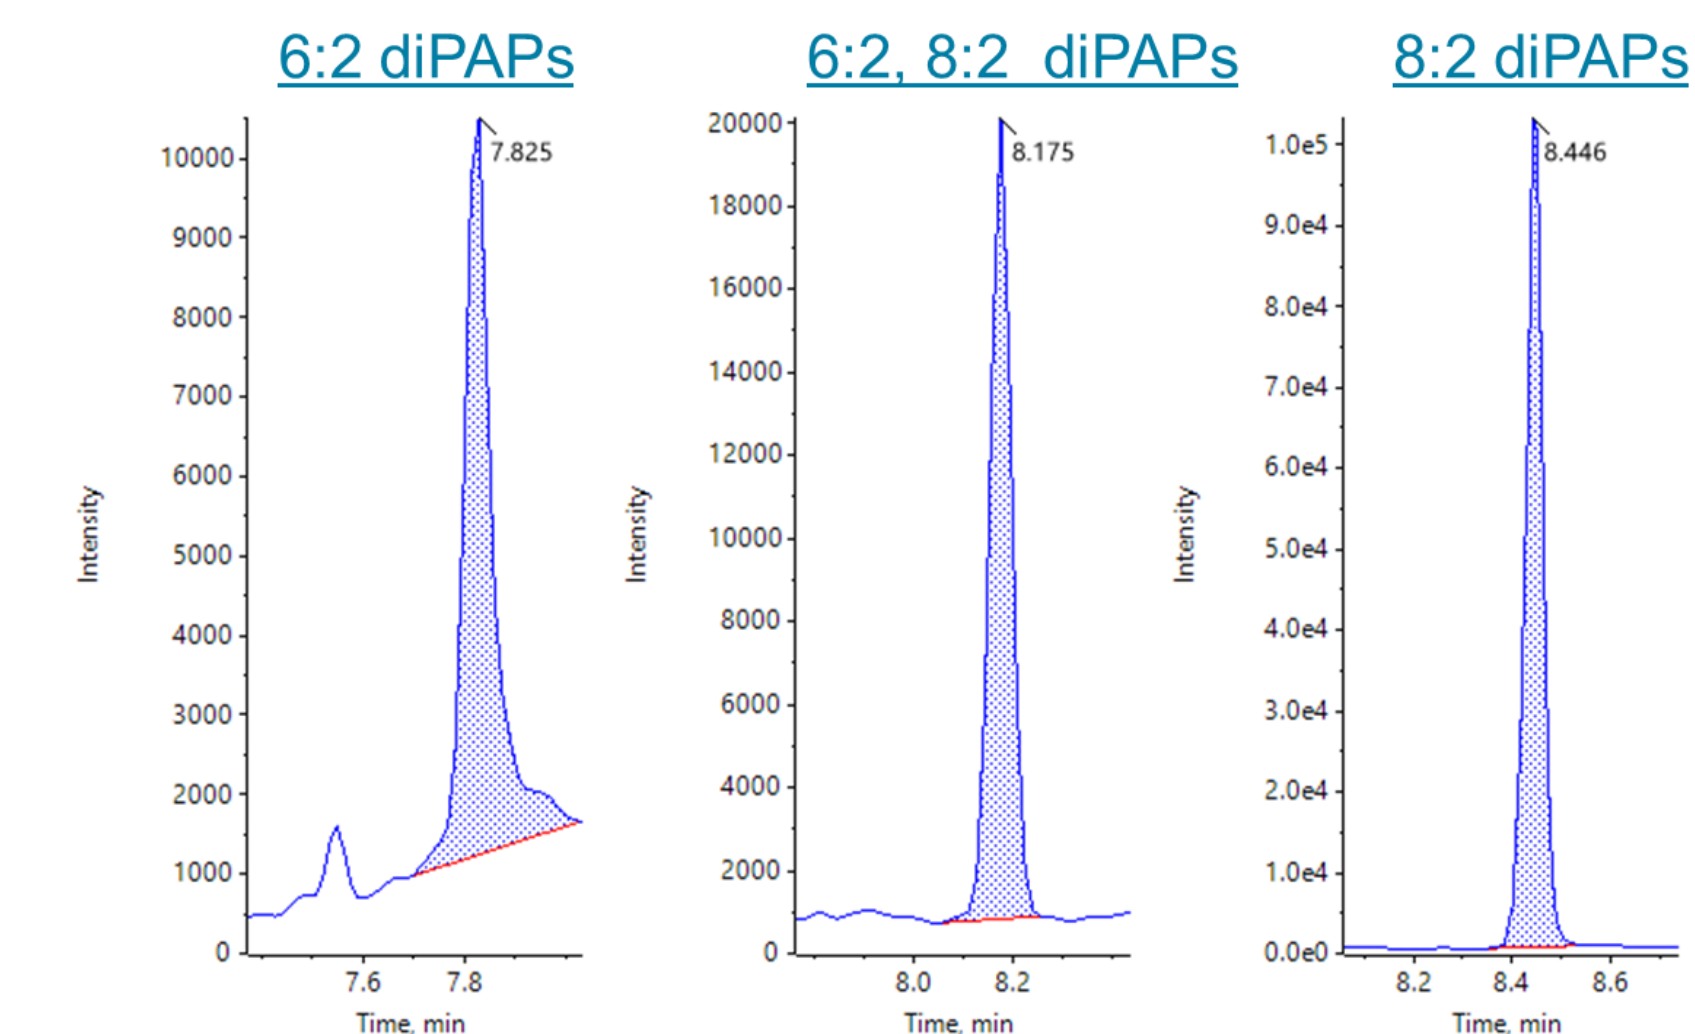 6:2 diPAPs
6:2, 8:2  diPAPs
8:2 diPAPs
7.825
10000
9000
8000
7000
6000
5000
4000
3000
2000
1000
0
Intensity
7.6
7.8
Time, min
8.175
20000
18000
16000
14000
12000
10000
8000
6000
4000
2000
0
Intensity
8.0
8.2
Time, min
8.446
1.0e5
9.0e4
8.0e4
7.0e4
6.0e4
5.0e4
4.0e4
3.0e4
2.0e4
1.0e4
0.0e0
Intensity
8.2
8.4
8.6
Time, min